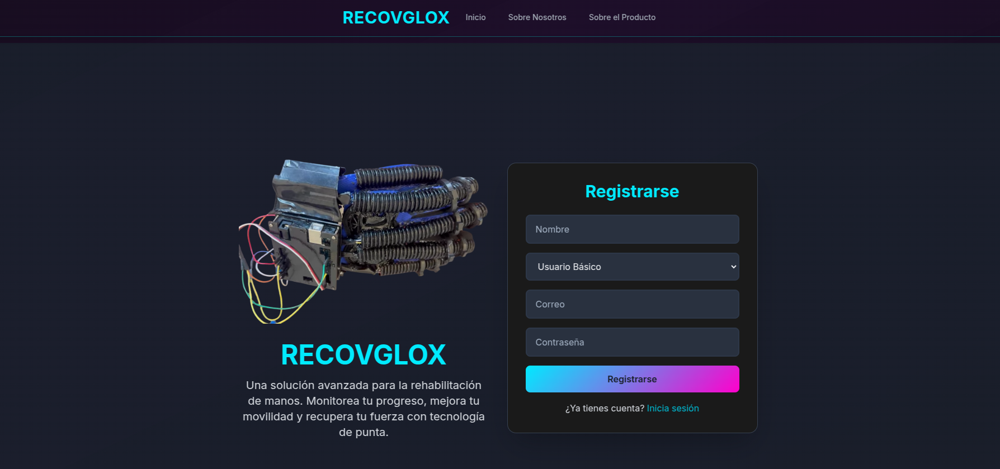 RECOVGLOX
Inicio
Sobre Nosotros
Sobre el Producto
RECOVGLOX
Una solución avanzada para la rehabilitación
de manos. Monitorea tu progreso, mejora tu
movilidad y recupera tu fuerza con tecnología
de punta.
Registrarse
Nombre
Usuario Básico
Correo
Contraseña
Registrarse
¿Ya tienes cuenta? Inicia sesión